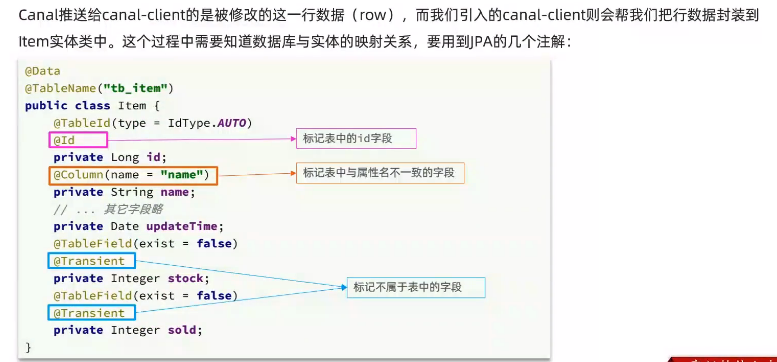 Canal推送给canal-client的是被修改的这一行数据（row），而我们引入的canal-client则会帮我们把行数据封装到
Item实体类中。这个过程中需要知道数据库与实体的映射关系，要用到JPA的几个注解：
@Data
@TableName("tb_item")
public class Item {
@TableId(type = IdType.AUTO)
@Id 标记表中的id字段
private Long id;
@Column(name = "name") 标记表中与属性名不一致的字段
private String name;
// ... 其它字段略
private Date updateTime;
@TableField(exist = false)
@Transient
private Integer stock; 标记不属于表中的字段
@TableField(exist = false)
@Transient
private Integer sold;
}